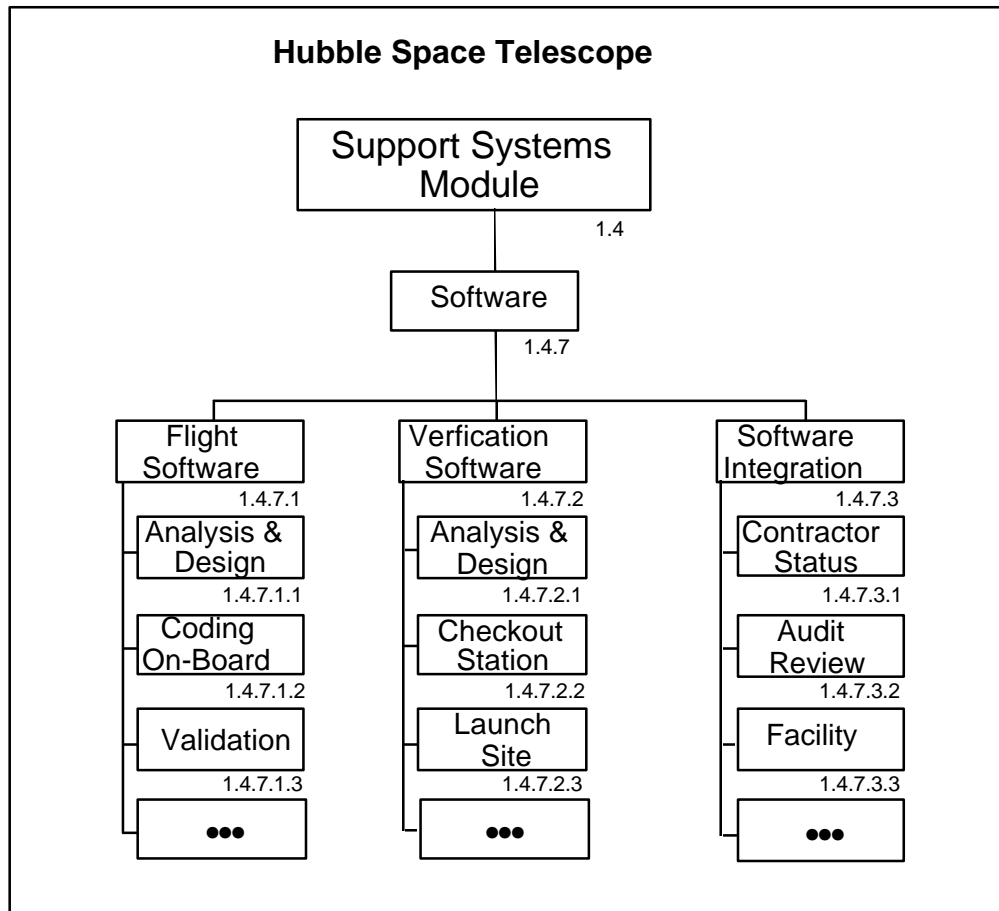 Hubble Space Telescope
Support Systems
Module
1.4
Software
1.4.7
Flight
Software
1.4.7.1
Analysis &
Design
1.4.7.1.1
Coding
On-Board
1.4.7.1.2
Validation
1.4.7.1.3
•••
Verfication
Software
1.4.7.2
Analysis &
Design
1.4.7.2.1
Checkout
Station
1.4.7.2.2
Launch
Site
1.4.7.2.3
•••
Software
Integration
1.4.7.3
Contractor
Status
1.4.7.3.1
Audit
Review
1.4.7.3.2
Facility
1.4.7.3.3
•••